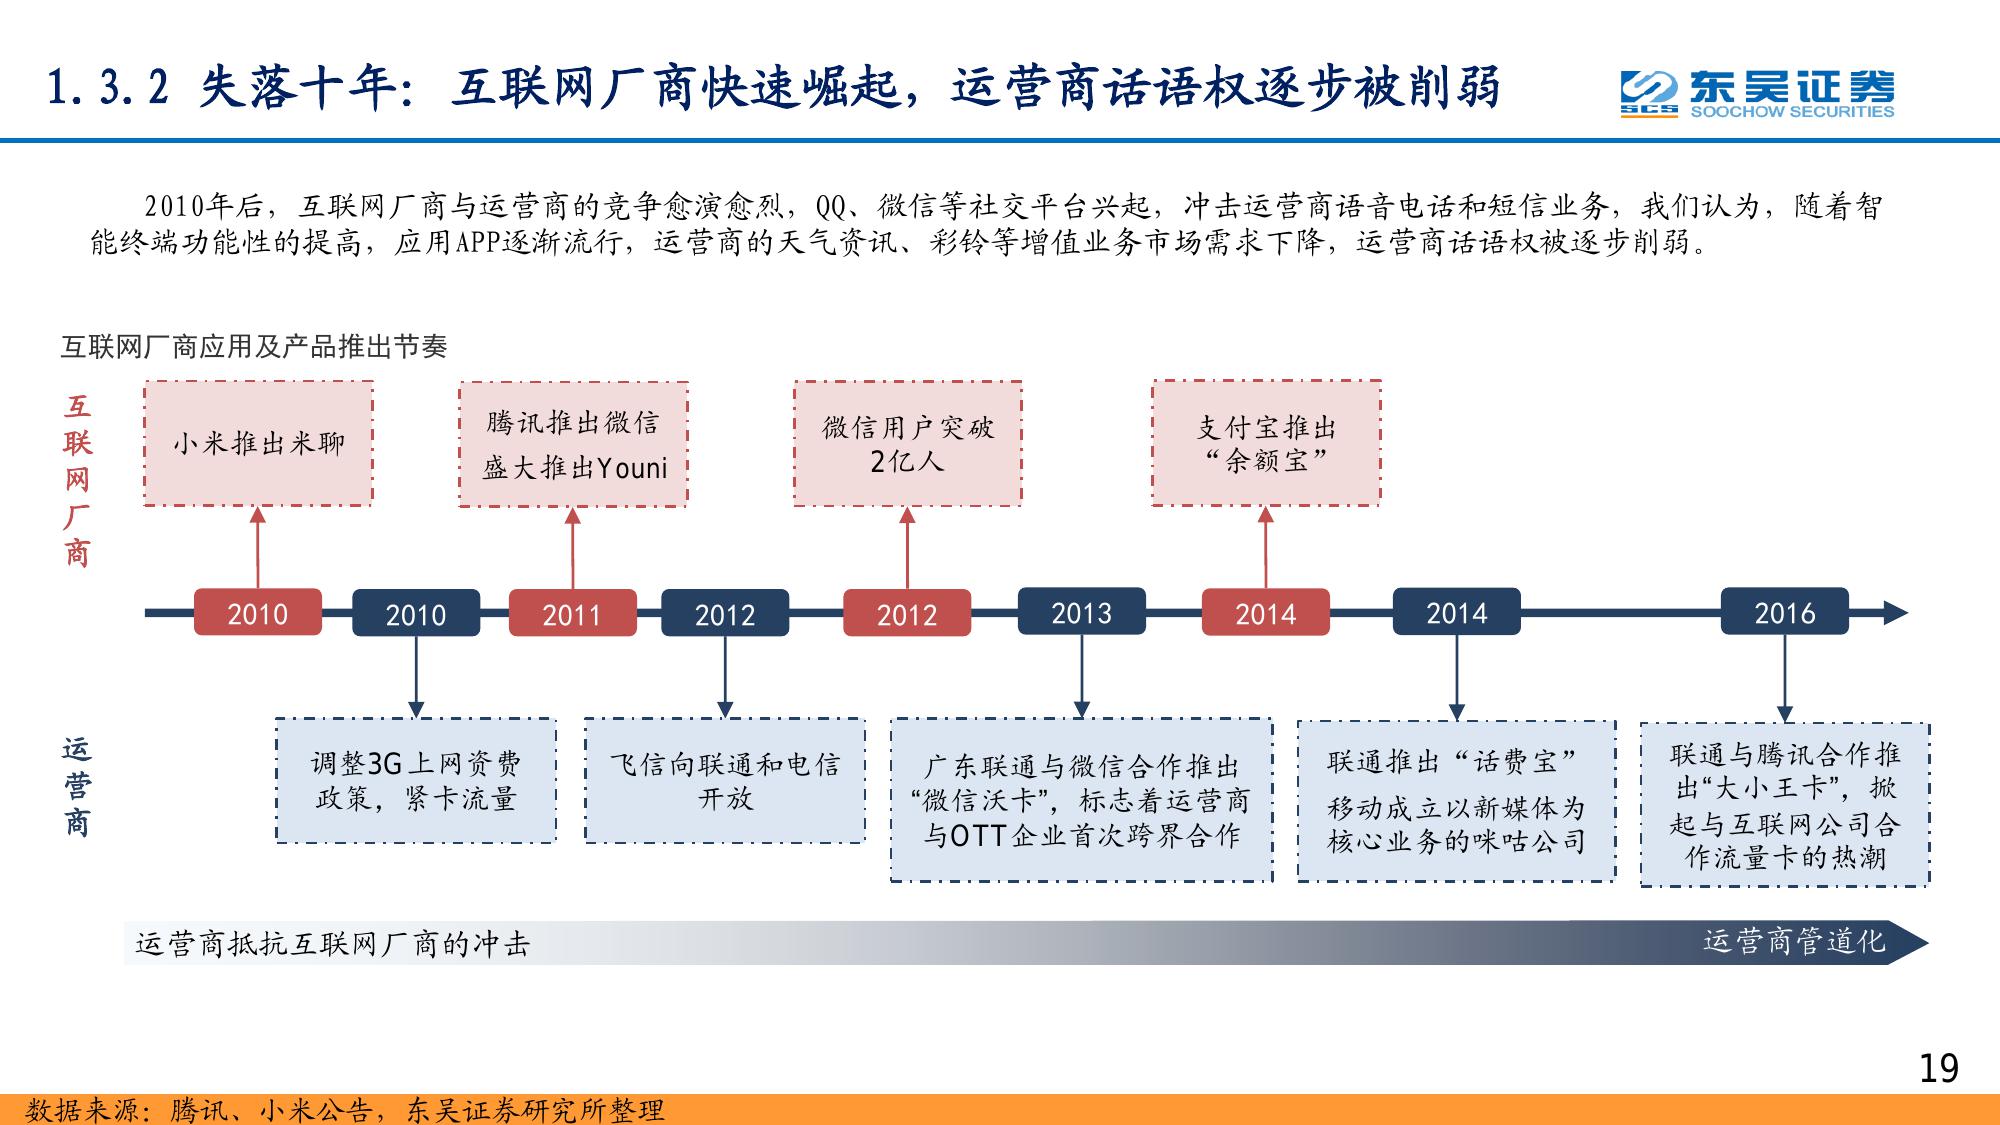 1.3.2 失落十年：互联网厂商快速崛起，运营商话语权逐步被削弱
东吴证券
SCS
SOOCHOW SECURITIES
2010年后，互联网厂商与运营商的竞争愈演愈烈，QQ、微信等社交平台兴起，冲击运营商语音电话和短信业务，我们认为，随着智
能终端功能性的提高，应用APP逐渐流行，运营商的天气资讯、彩铃等增值业务市场需求下降，运营商话语权被逐步削弱。
互联网厂商应用及产品推出节奏
互联网厂商
小米推出米聊
腾讯推出微信
盛大推出Youni
微信用户突破
2亿人
支付宝推出
“余额宝”
2010
2010
2011
2012
2012
2013
2014
2014
2016
运营商
调整3G上网资费
政策，紧卡流量
飞信向联通和电信
开放
广东联通与微信合作推出
“微信沃卡”，标志着运营商
与OTT企业首次跨界合作
联通推出“话费宝”
移动成立以新媒体为
核心业务的咪咕公司
联通与腾讯合作推
出“大小王卡”，掀
起与互联网公司合
作流量卡的热潮
运营商抵抗互联网厂商的冲击
运营商管道化
19
数据来源：腾讯、小米公告，东吴证券研究所整理